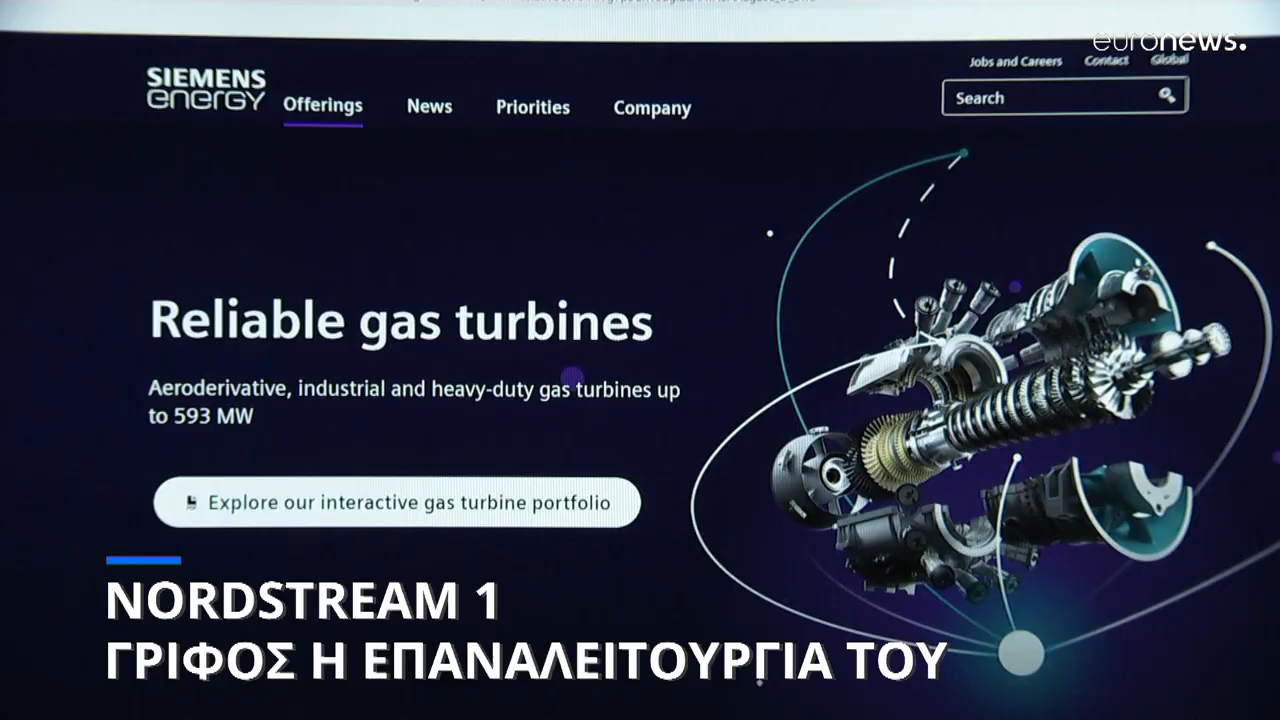 euronews.
Jobs and Careers Contact Global
SIEMENS
energy
Offerings News Priorities Company
Search
Reliable gas turbines
Aeroderivative, industrial and heavy-duty gas turbines up
to 593 MW
Explore our interactive gas turbine portfolio
NORDSTREAM 1
ΓΡΙΦΟΣ Η ΕΠΑΝΑΛΕΙΤΟΥΡΓΙΑ ΤΟΥ